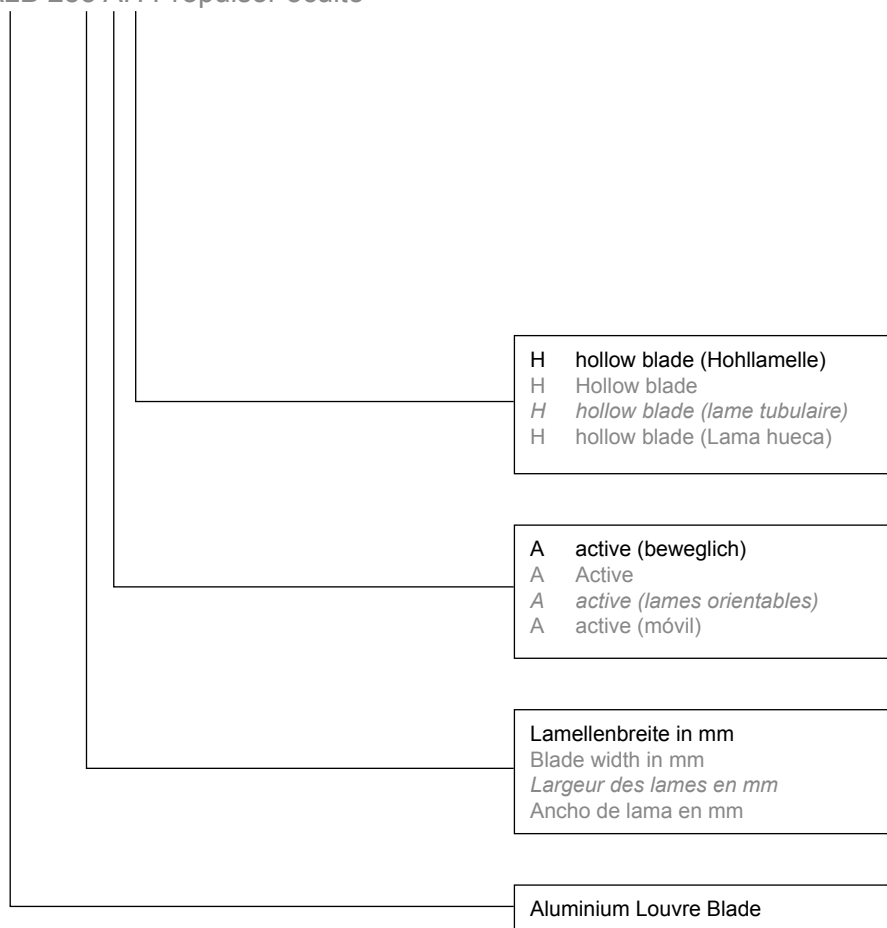 H hollow blade (Hohllamelle)
H Hollow blade
H hollow blade (lame tubulaire)
H hollow blade (Lama hueca)
A active (beweglich)
A Active
A active (lames orientables)
A active (móvil)
Lamellenbreite in mm
Blade width in mm
Largeur des lames en mm
Ancho de lama en mm
Aluminium Louvre Blade